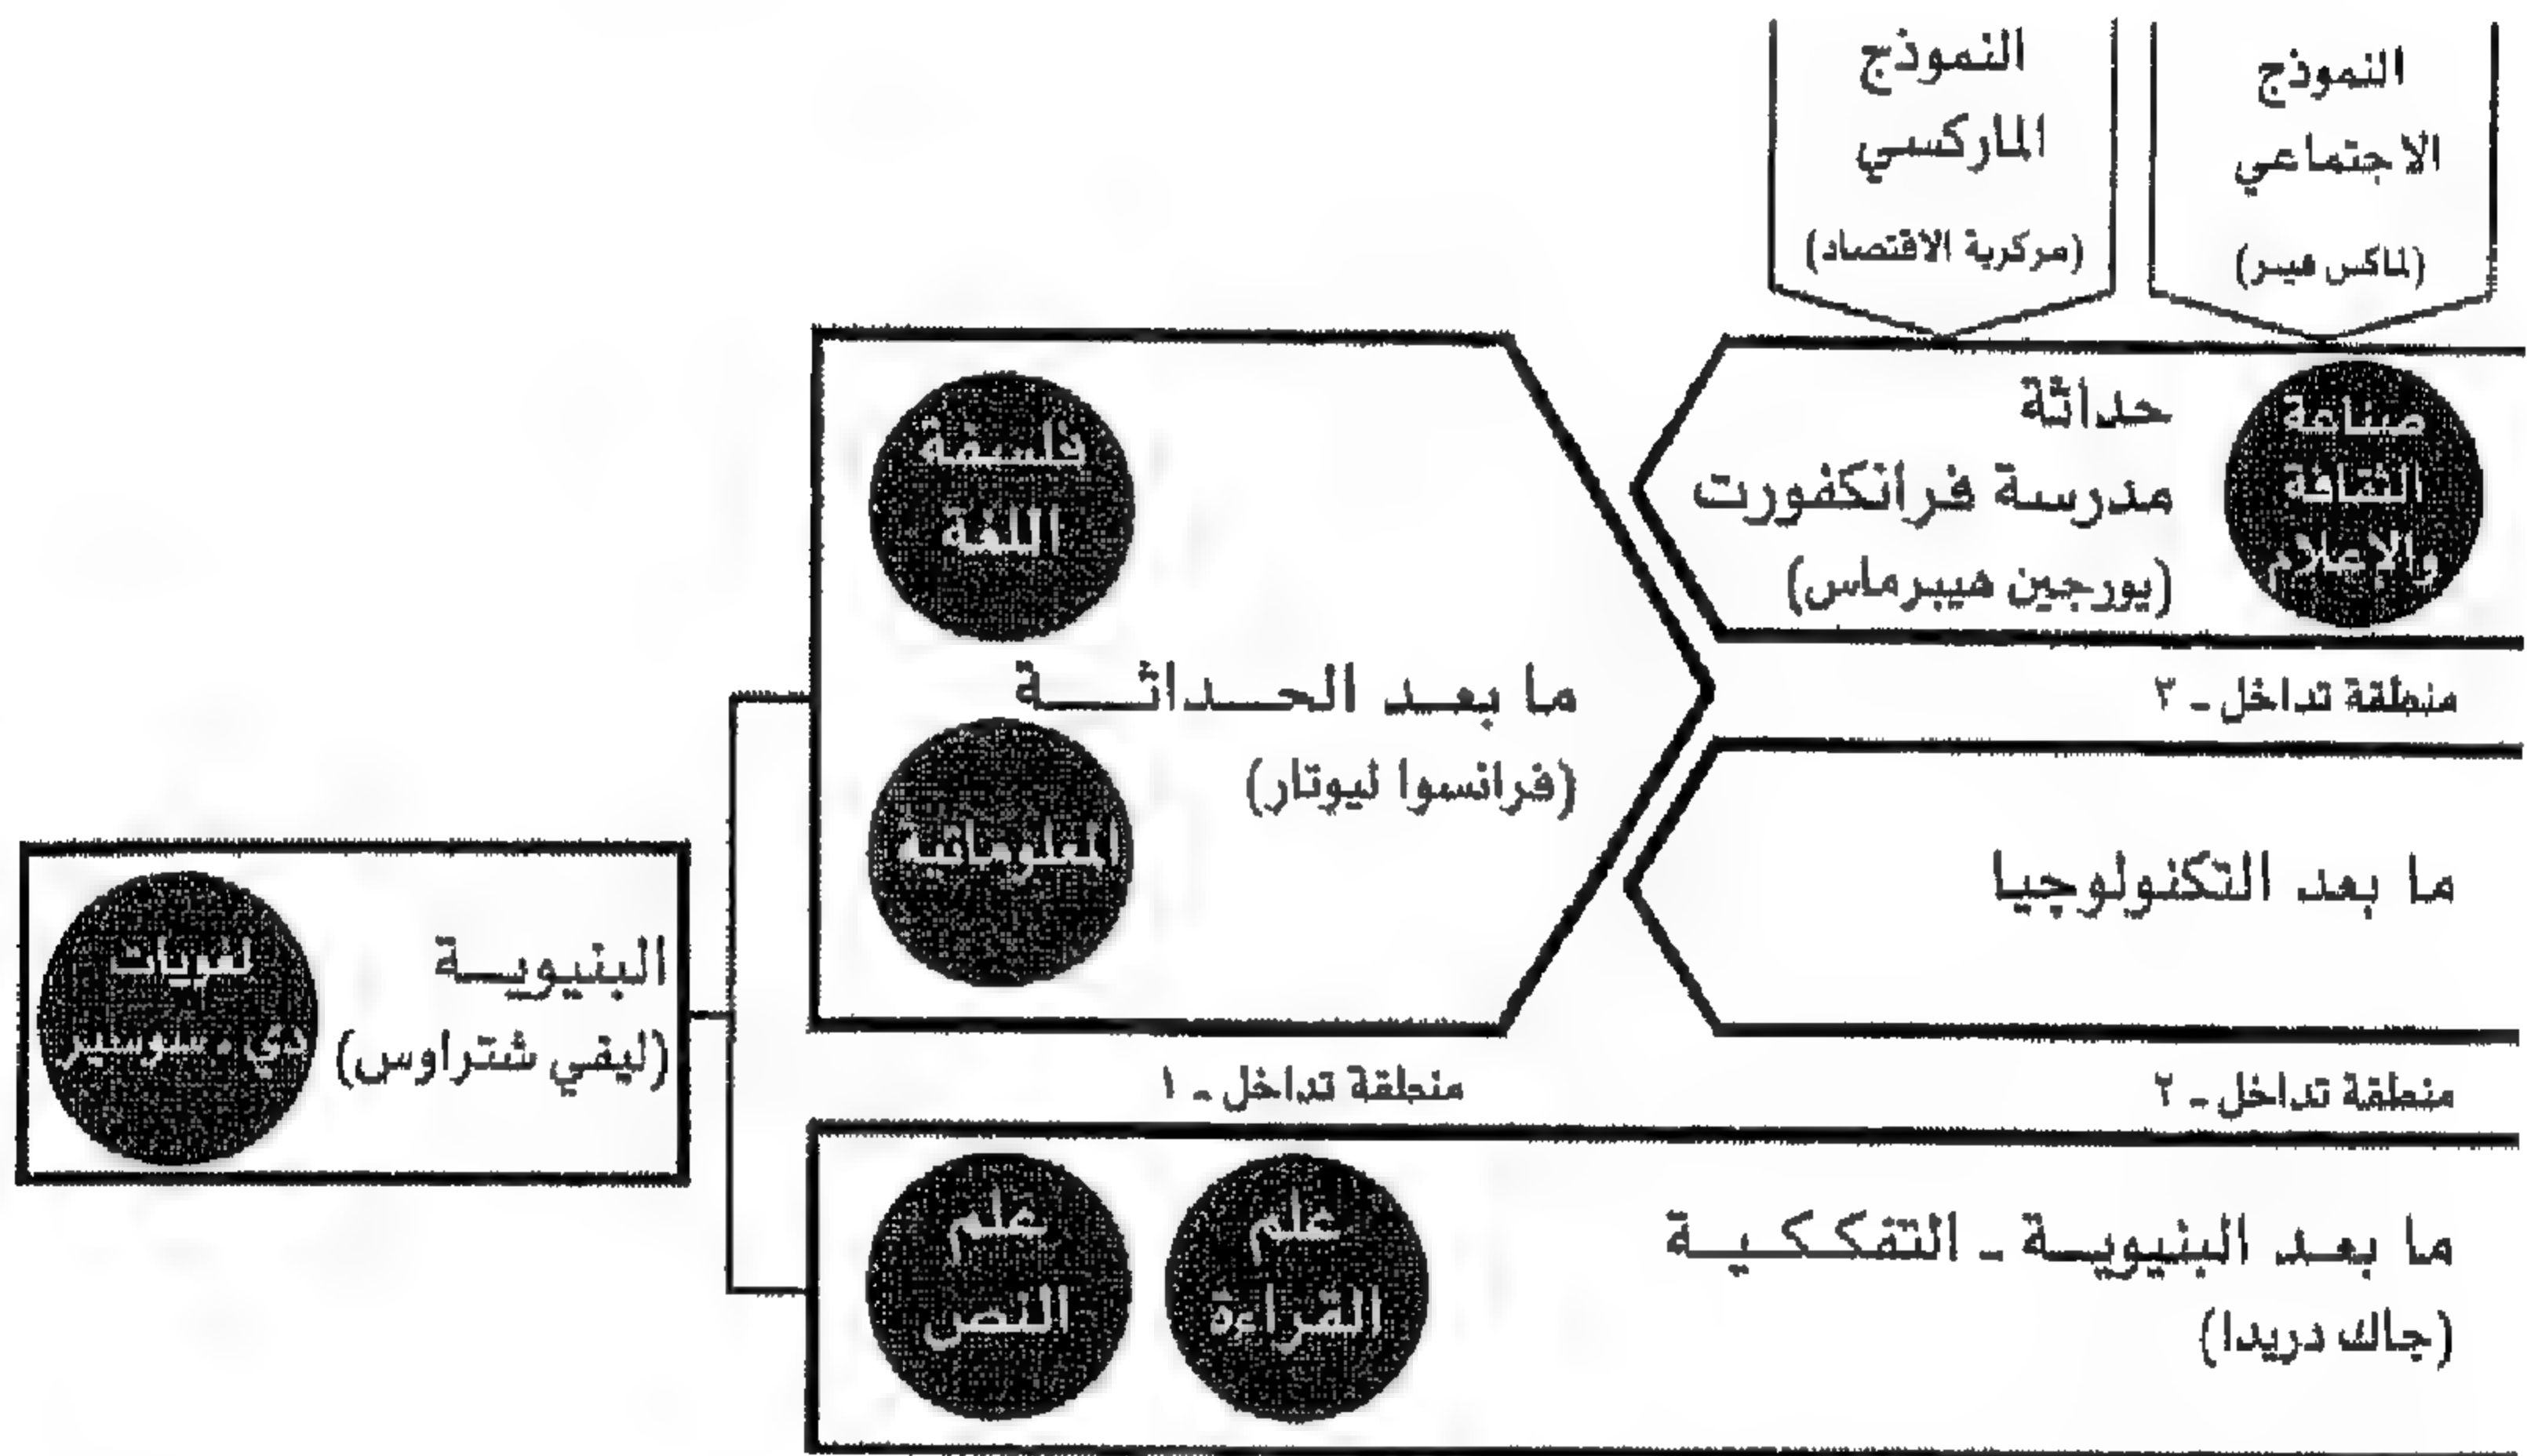 النموذج
الاجتماعي
(لماكس فيبر)
النموذج
الماركسي
(مركزية الاقتصاد)
صناعة
الثقافة
والإعلام
حداثة
مدرسة فرانكفورت
(يورجين هيبرماس)
منطقة تداخل - ٣
ما بعد التكنولوجيا
منطقة تداخل - ٢
فلسفة
اللغة
ما بعد الحداثة
(فرانسوا ليوتار)
المعلوماتية
منطقة تداخل - ١
ما بعد البنيوية - التفككية
(جاك دريدا)
علم
القراءة
علم
النص
البنيوية
(ليفي شتراوس)
لغويات
دي. سوسير